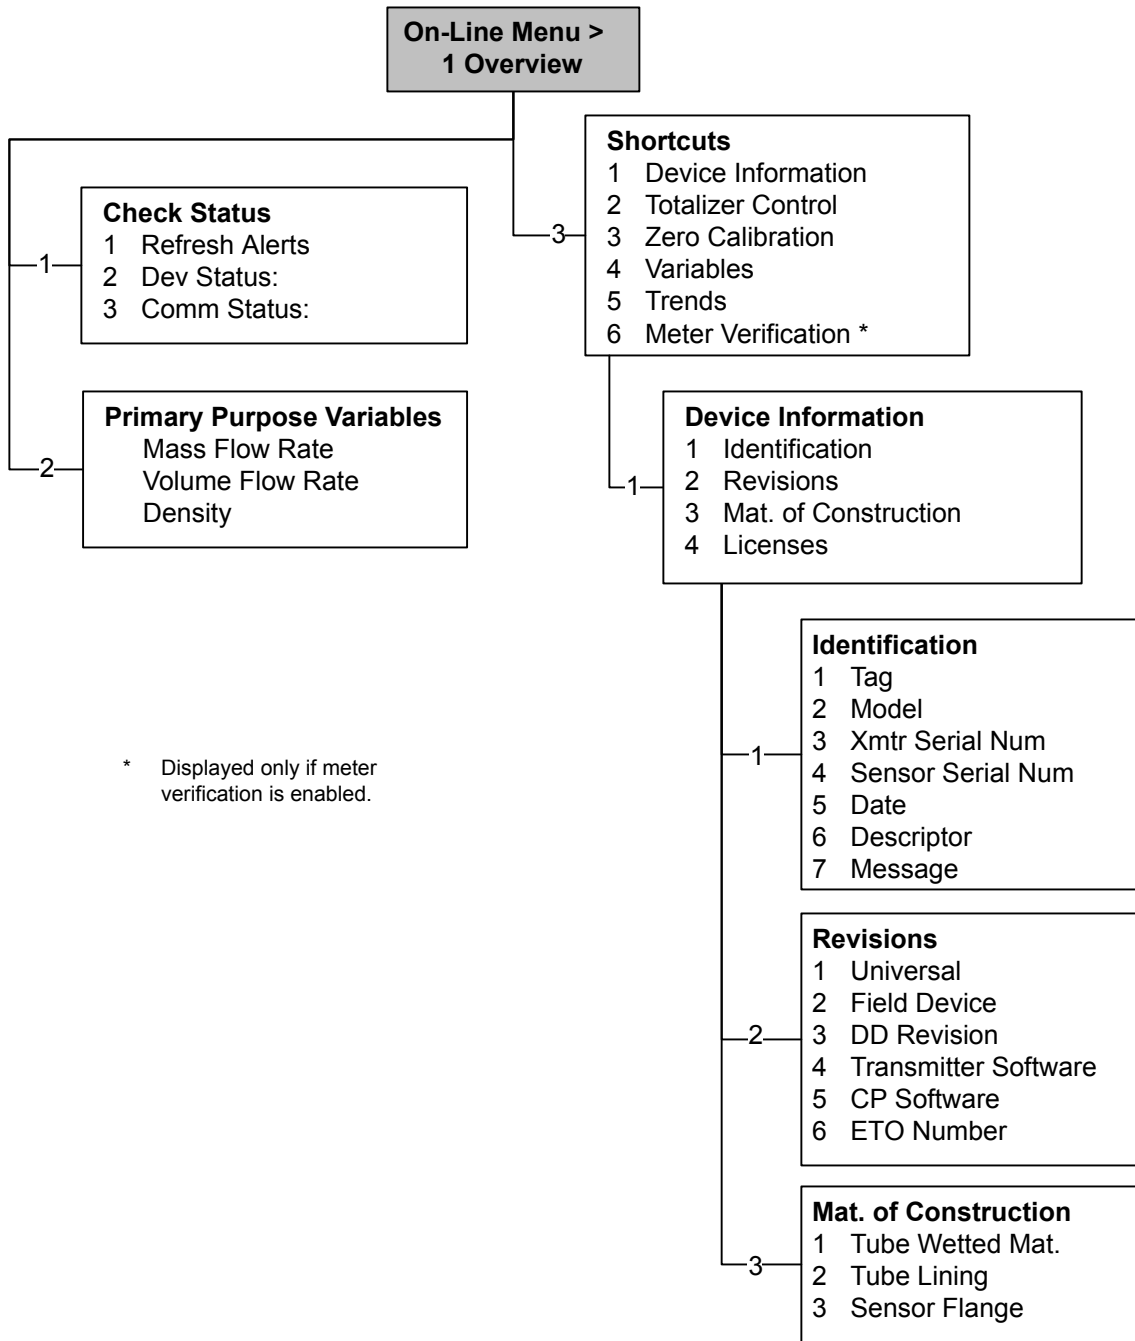 On-Line Menu >
1 Overview
Shortcuts
1 Device Information
2 Totalizer Control
3 Zero Calibration
4 Variables
5 Trends
6 Meter Verification *
3
Check Status
1 Refresh Alerts
2 Dev Status:
3 Comm Status:
1
Primary Purpose Variables
Mass Flow Rate
Volume Flow Rate
Density
2
Device Information
1 Identification
2 Revisions
3 Mat. of Construction
4 Licenses
1
Identification
1 Tag
2 Model
3 Xmtr Serial Num
4 Sensor Serial Num
5 Date
6 Descriptor
7 Message
1
* Displayed only if meter
verification is enabled.
Revisions
1 Universal
2 Field Device
3 DD Revision
4 Transmitter Software
5 CP Software
6 ETO Number
2
Mat. of Construction
1 Tube Wetted Mat.
2 Tube Lining
3 Sensor Flange
3